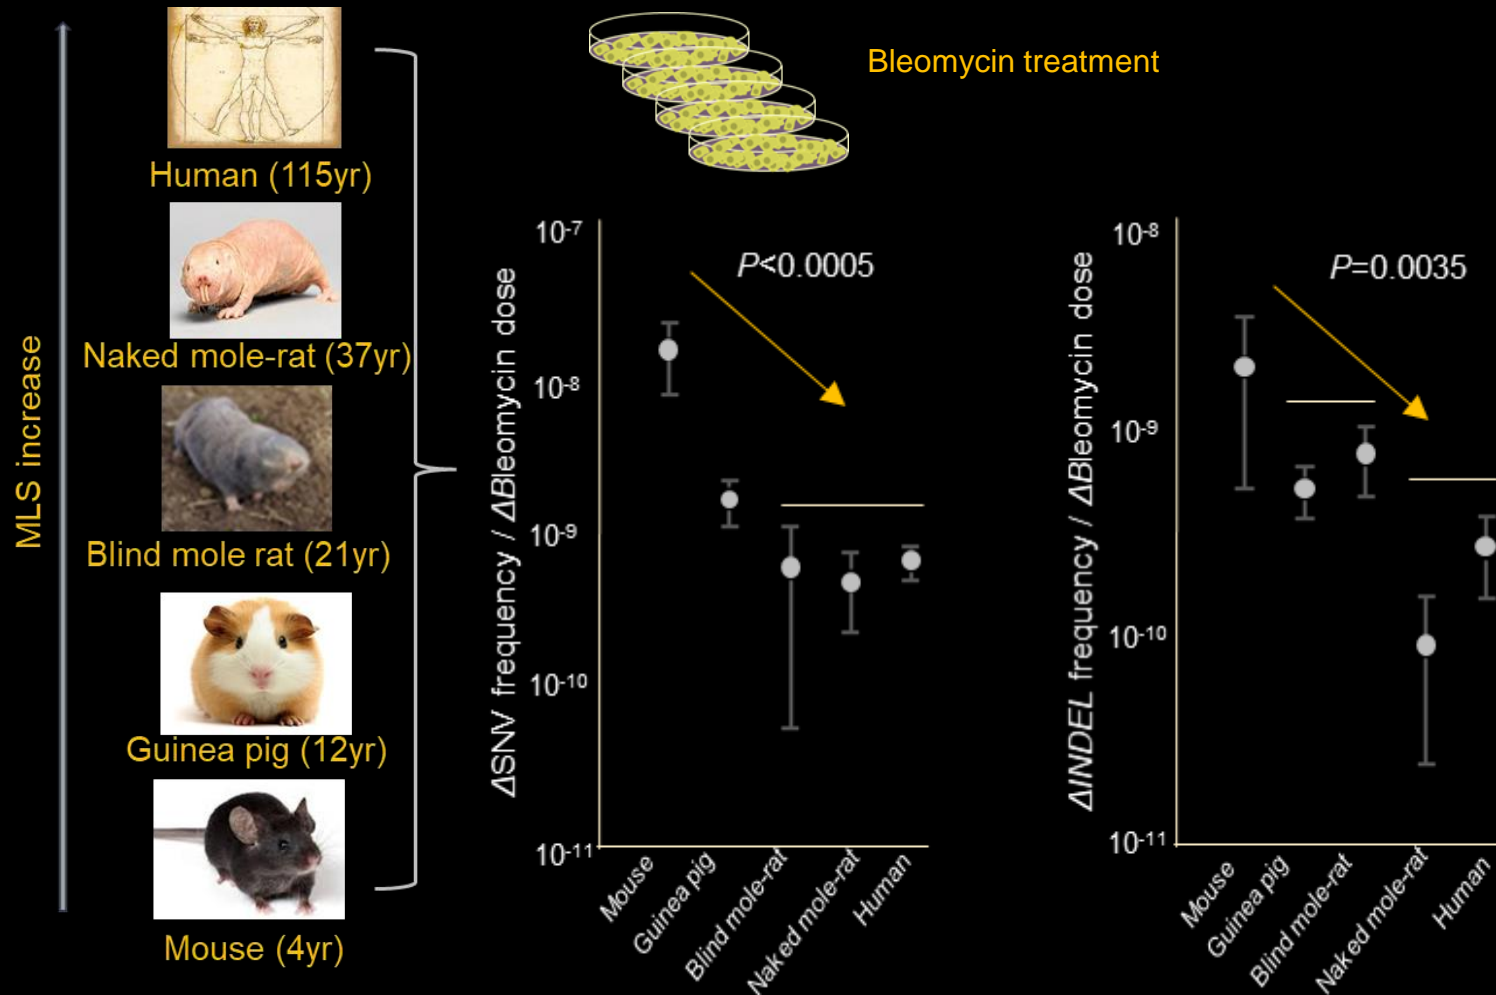 MLS increase
Human (115yr)
Naked mole-rat (37yr)
Blind mole rat (21yr)
Guinea pig (12yr)
Mouse (4yr)
Bleomycin treatment
ΔSNV frequency / ΔBleomycin dose
10-7
10-8
10-9
10-10
10-11
P<0.0005
Mouse
Guinea pig
Blind mole-rat
Naked mole-rat
Human
ΔINDEL frequency / ΔBleomycin dose
10-8
10-9
10-10
10-11
P=0.0035
Mouse
Guinea pig
Blind mole-rat
Naked mole-rat
Human